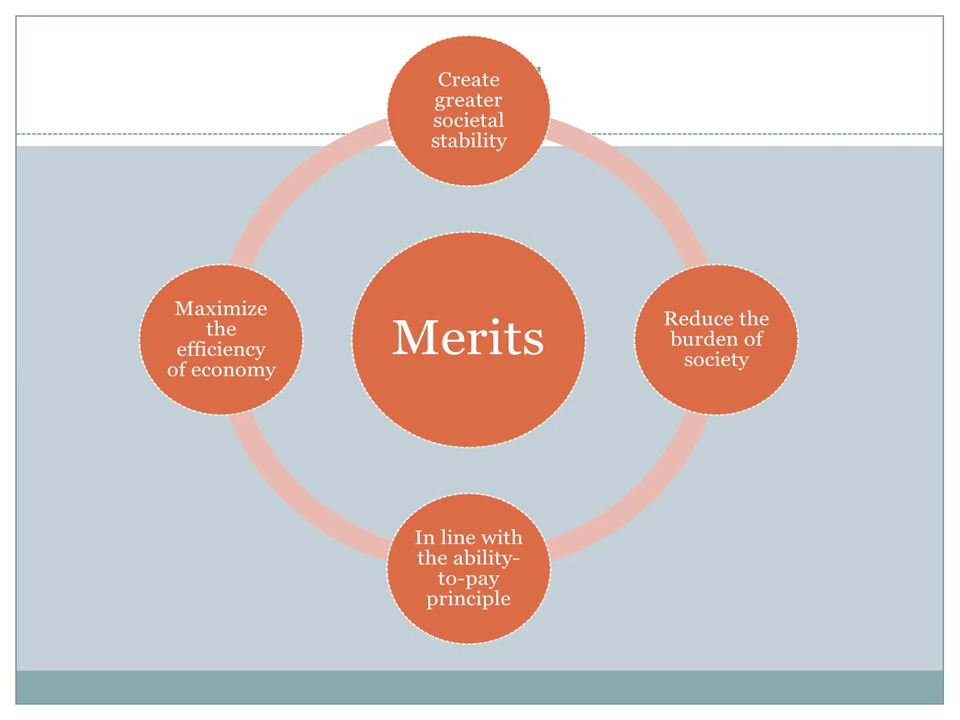 Create
greater
societal
stability
Maximize
the
efficiency
of economy
Merits
Reduce the
burden of
society
In line with
the ability-
to-pay
principle